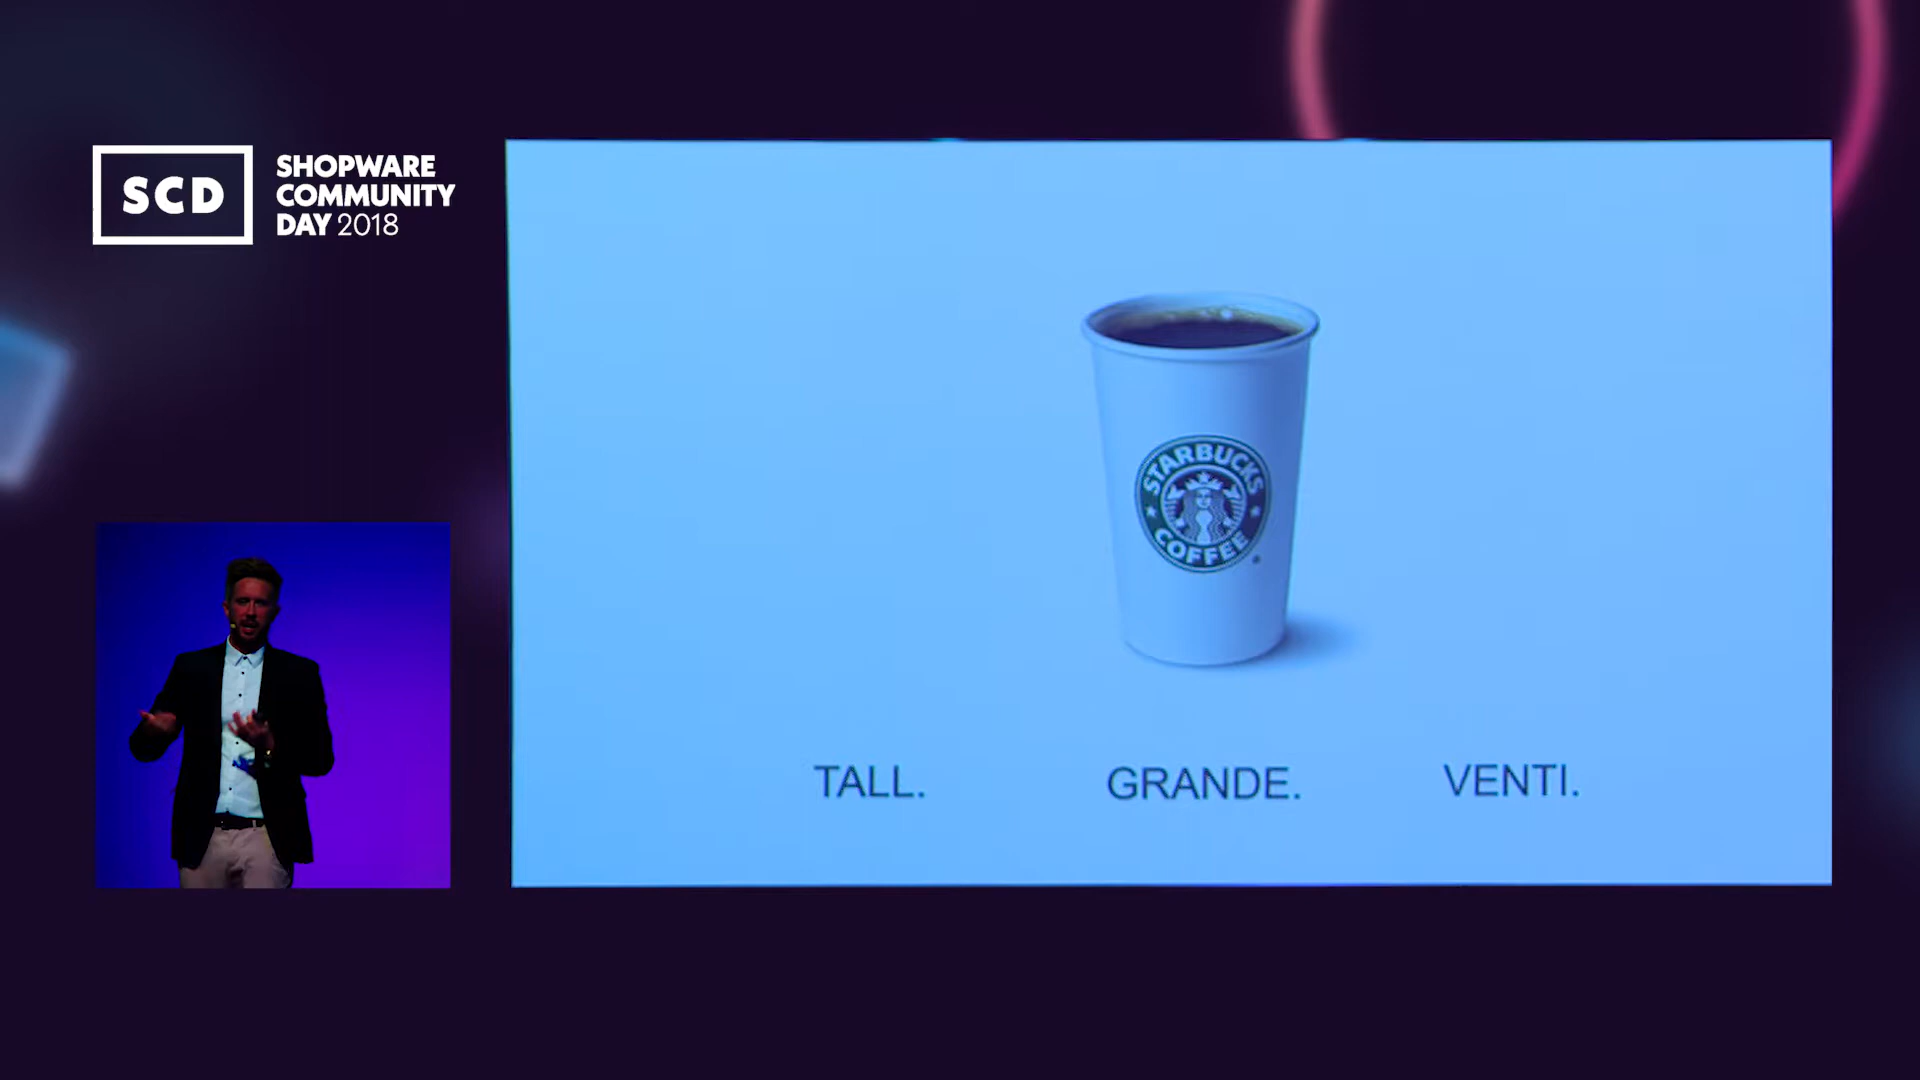 SCD
SHOPWARE
COMMUNITY
DAY 2018
STARBUCKS
COFFEE
TALL. GRANDE. VENTI.